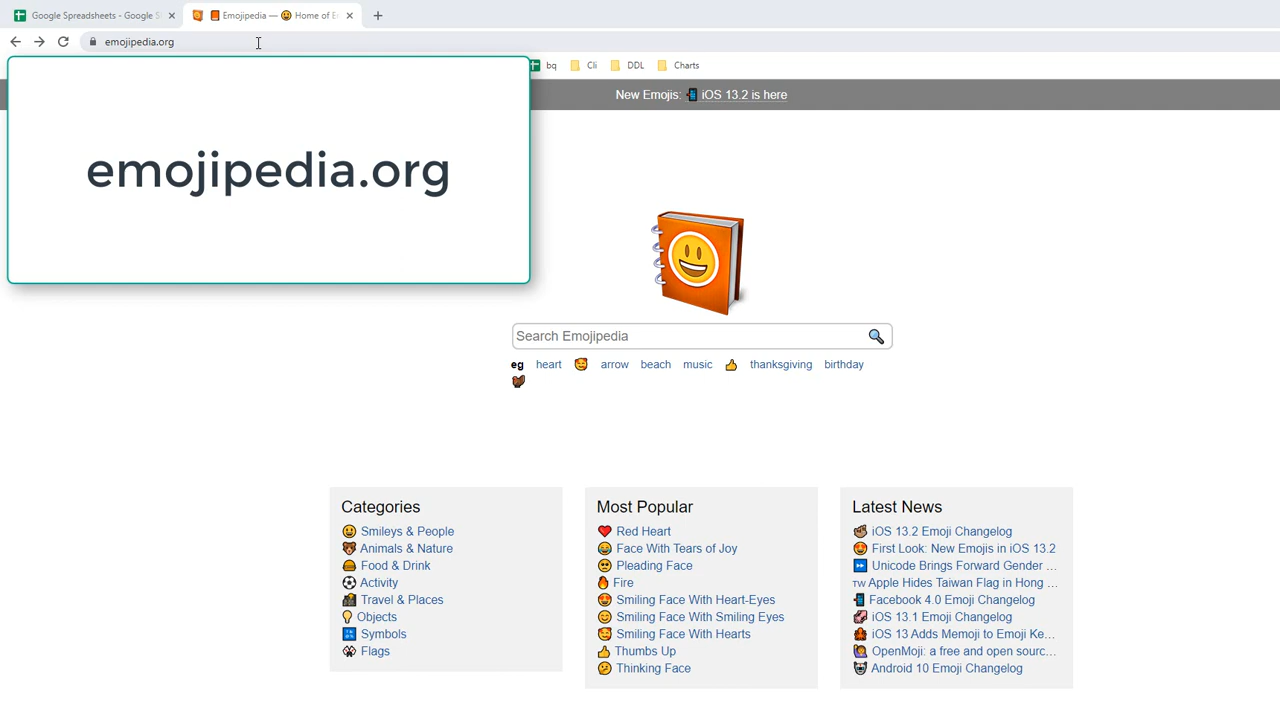 Google Spreadsheets - Google S
Emojipedia — 😃 Home of E
emojipedia.org
bq
Cli
DDL
Charts
emojipedia.org
New Emojis: 📲 iOS 13.2 is here
Search Emojipedia
eg heart 🥰 arrow beach music 👍 thanksgiving birthday
🦃
Categories
😃 Smileys & People
🐻 Animals & Nature
🍔 Food & Drink
⚽ Activity
🌇 Travel & Places
💡 Objects
🔣 Symbols
🎌 Flags
Most Popular
❤️ Red Heart
😂 Face With Tears of Joy
🥺 Pleading Face
🔥 Fire
😍 Smiling Face With Heart-Eyes
😊 Smiling Face With Smiling Eyes
🥰 Smiling Face With Hearts
👍 Thumbs Up
🤔 Thinking Face
Latest News
iOS 13.2 Emoji Changelog
First Look: New Emojis in iOS 13.2
Unicode Brings Forward Gender ...
TW Apple Hides Taiwan Flag in Hong ...
Facebook 4.0 Emoji Changelog
iOS 13.1 Emoji Changelog
iOS 13 Adds Memoji to Emoji Ke...
OpenMoji: a free and open sourc...
Android 10 Emoji Changelog